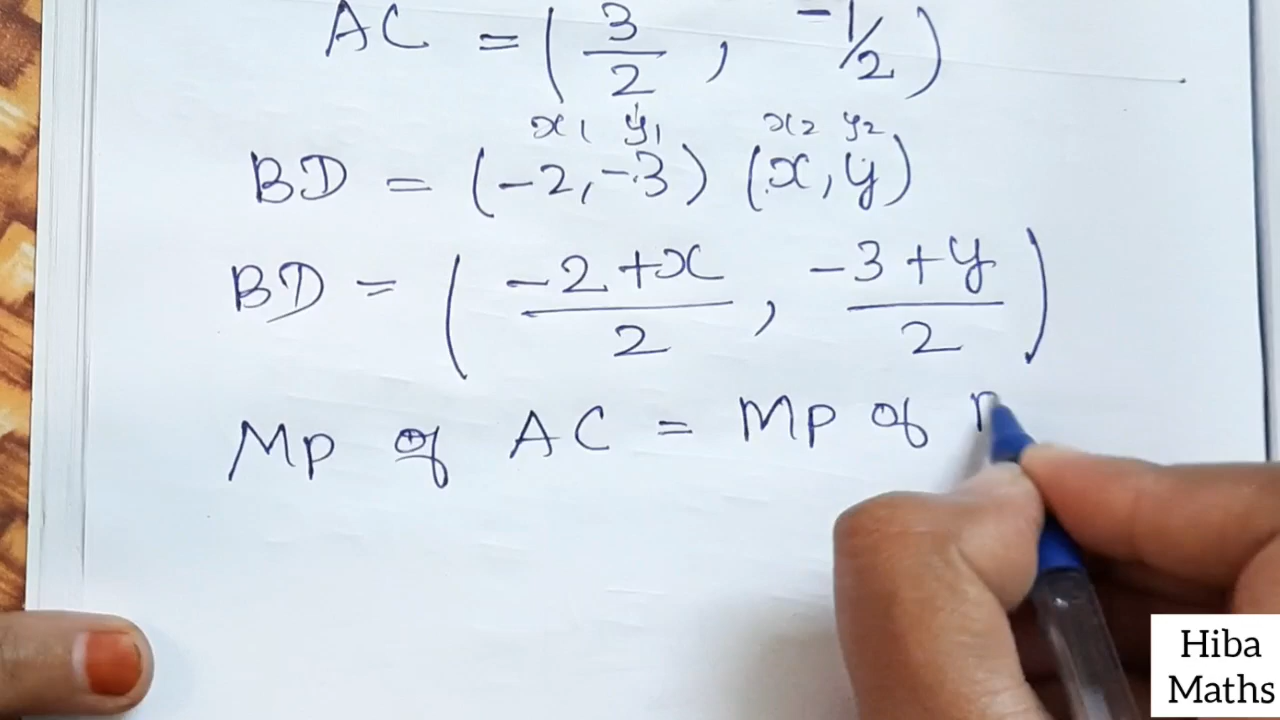 AC = (3/2, -1/2)
x1 y1 x2 y2
BD = (-2, -3) (x, y)
BD = (-2+x/2, -3+y/2)
Mp of AC = Mp of
Hiba
Maths